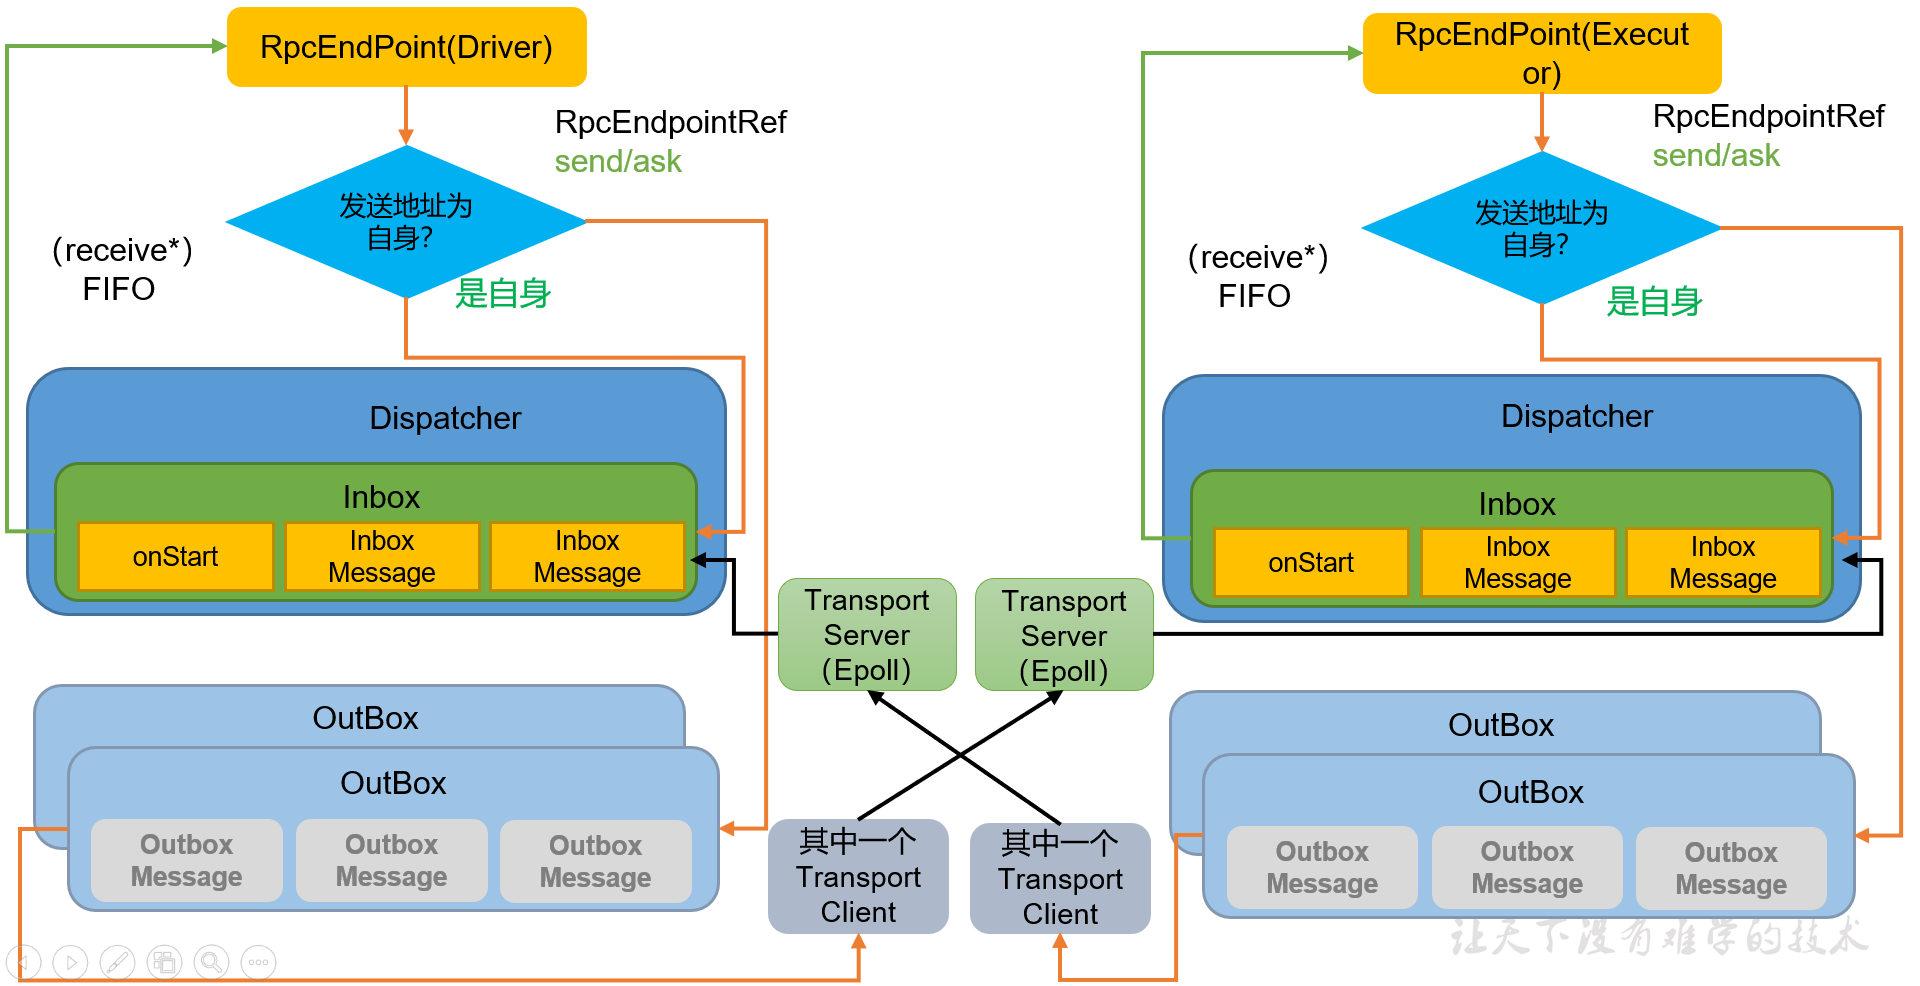 RpcEndPoint(Driver)
RpcEndpointRef
send/ask
发送地址为
自身?
(receive*)
FIFO
是自身
Dispatcher
Inbox
onStart
Inbox
Message
Inbox
Message
OutBox
OutBox
Outbox
Message
Outbox
Message
Outbox
Message
Transport
Server
(Epoll)
Transport
Server
(Epoll)
其中一个
Transport
Client
其中一个
Transport
Client
RpcEndPoint(Execut
or)
RpcEndpointRef
send/ask
发送地址为
自身?
(receive*)
FIFO
是自身
Dispatcher
Inbox
onStart
Inbox
Message
Inbox
Message
OutBox
OutBox
Outbox
Message
Outbox
Message
Outbox
Message
让天下没有难学的技术